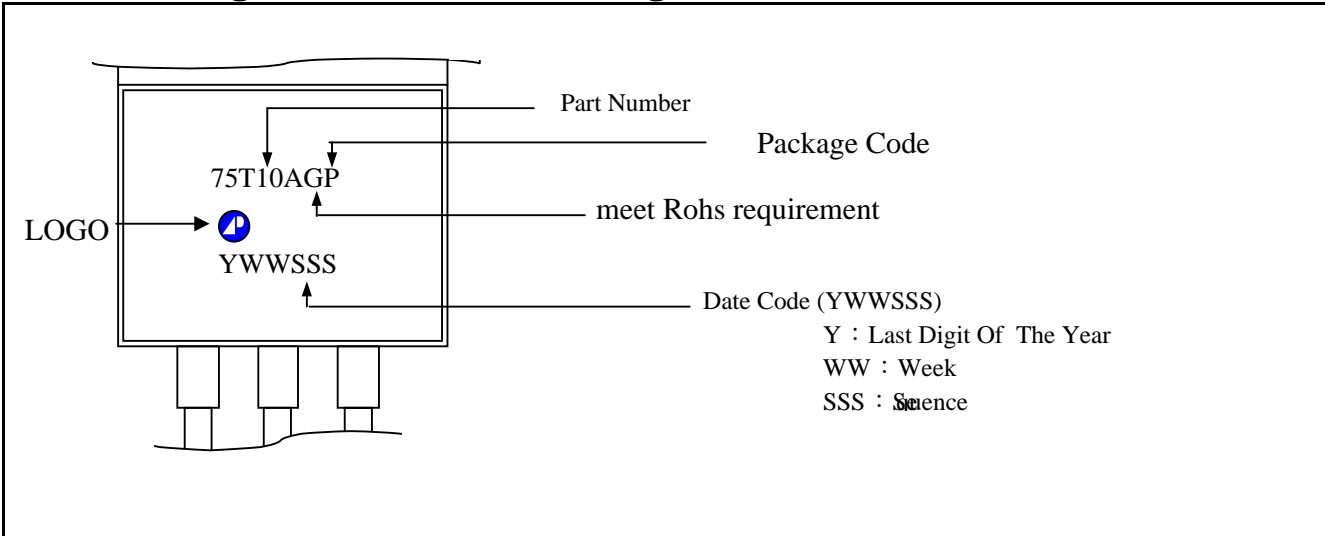 Part Number
Package Code
75T10AGP
meet Rohs requirement
LOGO
YWWSSS
Date Code (YWWSSS)
Y：Last Digit Of The Year
WW：Week
SSS：Sequence